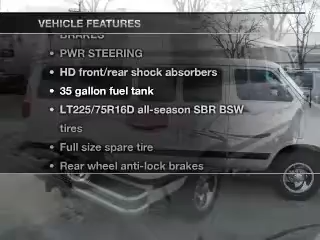 VEHICLE FEATURES
BRAKES
• PWR STEERING
• HD front/rear shock absorbers
• 35 gallon fuel tank
• LT225/75R16D all-season SBR BSW
tires
• Full size spare tire
• Rear wheel anti-lock brakes